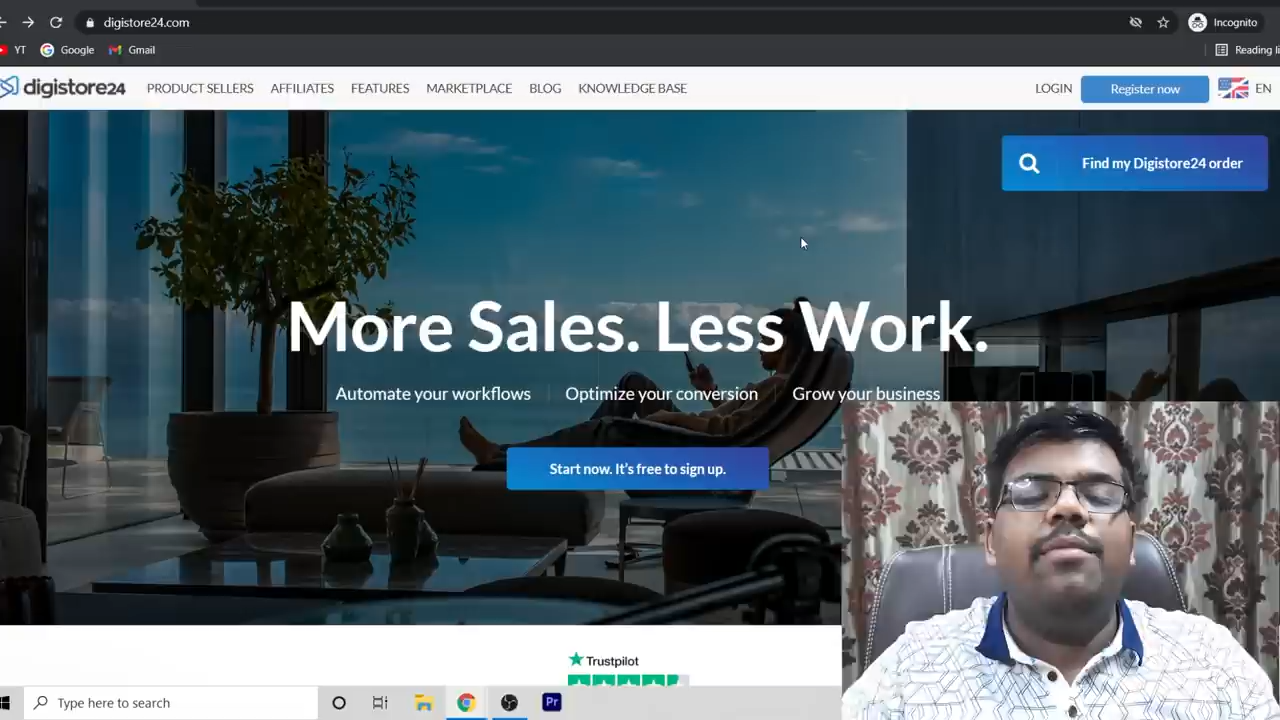 digistore24.com
Incognito
YT
Google
Gmail
Reading li
digistore24
PRODUCT SELLERS
AFFILIATES
FEATURES
MARKETPLACE
BLOG
KNOWLEDGE BASE
LOGIN
Register now
EN
Find my Digistore24 order
More Sales. Less Work.
Automate your workflows
Optimize your conversion
Grow your business
Start now. It's free to sign up.
Trustpilot
Type here to search
Pr